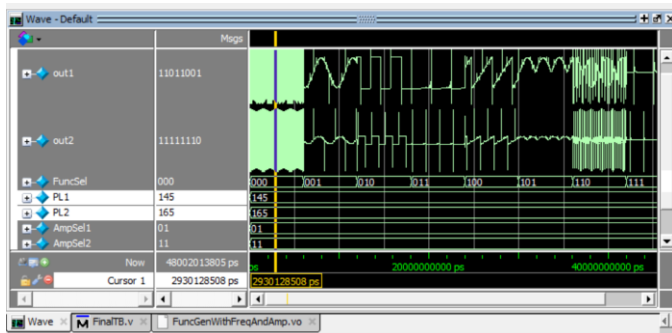 Wave - Default
Msgs
out1 11011001
out2 11111110
FuncSel 000 000 001 010 011 100 101 110 111
PL1 145 145
PL2 165 165
AmpSel1 01 01
AmpSel2 11 11
Now 48002013805 ps ps 20000000000 ps 40000000000 ps
Cursor 1 2930128508 ps 2930128508 ps
Wave FinalTB.v FuncGenWithFreqAndAmp.vo